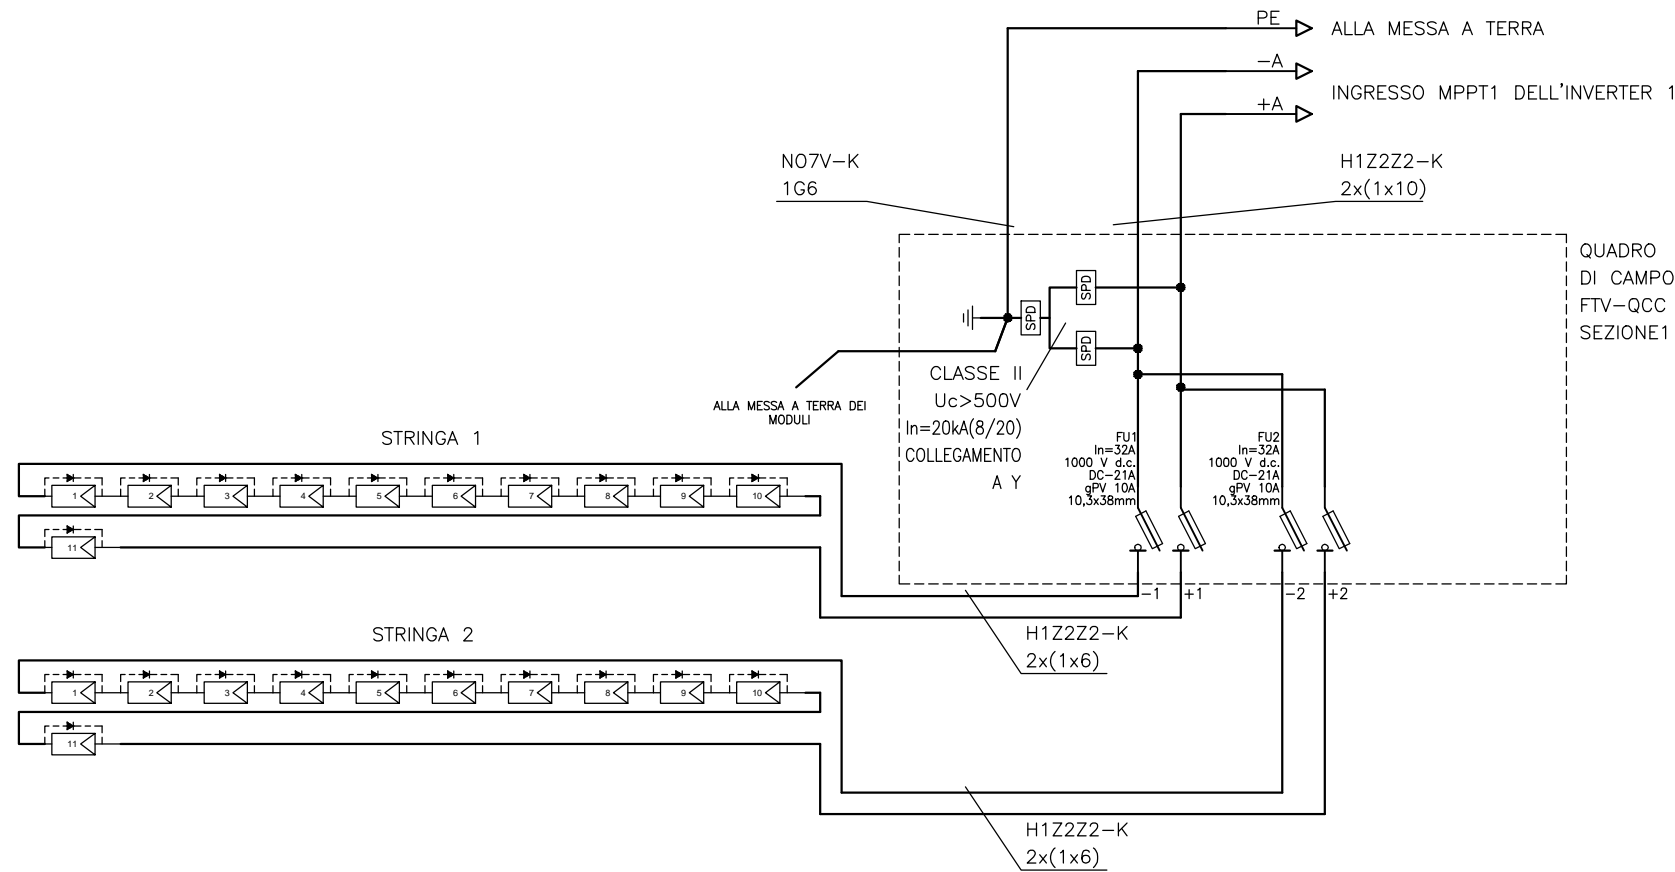 PE
ALLA MESSA A TERRA
-A
INGRESSO MPPT1 DELL'INVERTER 1
+A
N07V-K
1G6
H1Z2Z2-K
2x(1x10)
QUADRO
DI CAMPO
FTV-QCC
SEZIONE1
SPD
SPD
SPD
CLASSE II
Uc>500V
In=20kA(8/20)
COLLEGAMENTO
A Y
ALLA MESSA A TERRA DEI
MODULI
FU1
In=32A
1000 V d.c.
DC-21A
gPV 10A
10,3x38mm
FU2
In=32A
1000 V d.c.
DC-21A
gPV 10A
10,3x38mm
STRINGA 1
1 2 3 4 5 6 7 8 9 10
11
-1 +1 -2 +2
H1Z2Z2-K
2x(1x6)
STRINGA 2
1 2 3 4 5 6 7 8 9 10
11
H1Z2Z2-K
2x(1x6)